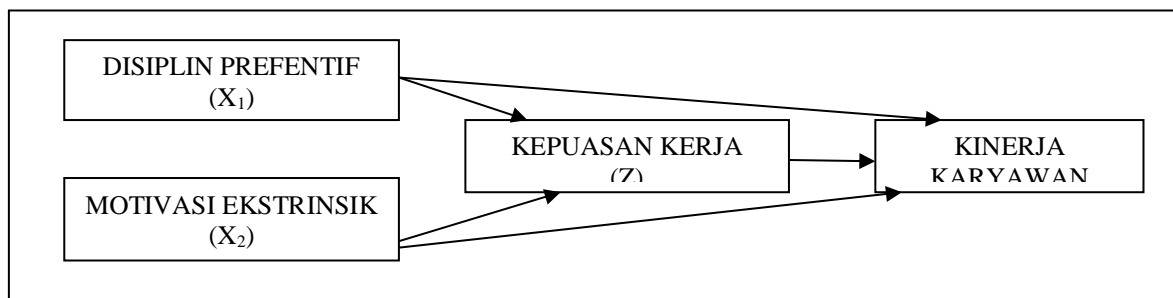 DISIPLIN PREFENTIF
(X₁)
KEPUASAN KERJA
(Z)
KINERJA
KARYAWAN
MOTIVASI EKSTRINSIK
(X₂)